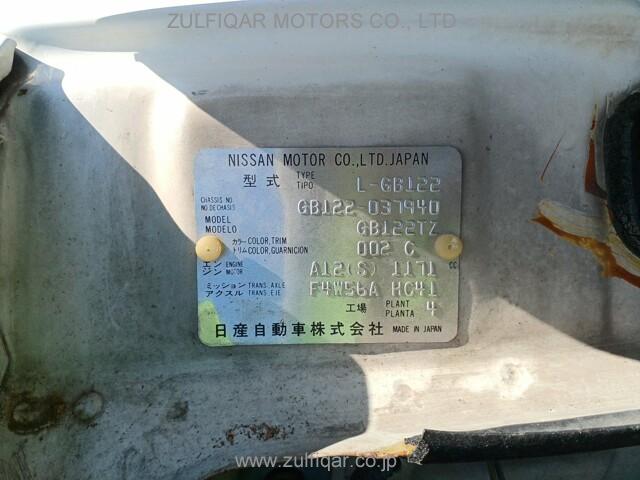 ZULFIQAR MOTORS CO., LTD.
NISSAN MOTOR CO.,LTD.JAPAN
型式 TYPE TIPO L-GB122
CHASSIS NO. NO DE CHASIS GB122-037940
MODEL MODELO GB122TZ
カラー COLOR, TRIM トリム COLOR, GUARNICION 002 G
エンジン ENGINE MOTOR A12(S) 1171 cc
ミッション TRANS. AXLE アクスル TRANS. EJE F4W56A HC41
工場 PLANT PLANTA 4
日産自動車株式会社 MADE IN JAPAN
www.zulfiqar.co.jp